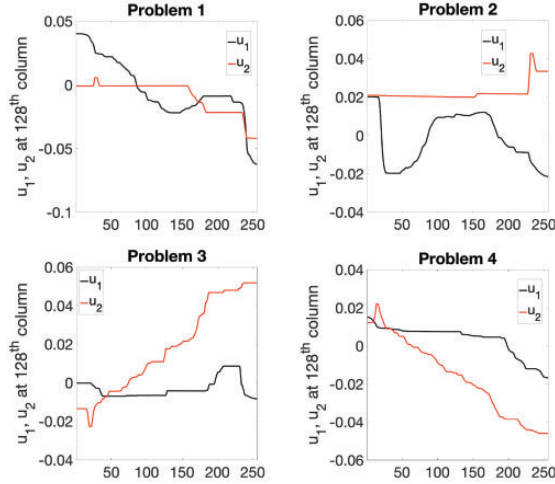 Problem 1
u1, u2 at 128th column
0.05
0
-0.05
-0.1
50 100 150 200 250
u1
u2
Problem 2
u1, u2 at 128th column
0.06
0.04
0.02
0
-0.02
-0.04
50 100 150 200 250
u1
u2
Problem 3
u1, u2 at 128th column
0.06
0.04
0.02
0
-0.02
-0.04
50 100 150 200 250
u1
u2
Problem 4
u1, u2 at 128th column
0.04
0.02
0
-0.02
-0.04
-0.06
50 100 150 200 250
u1
u2